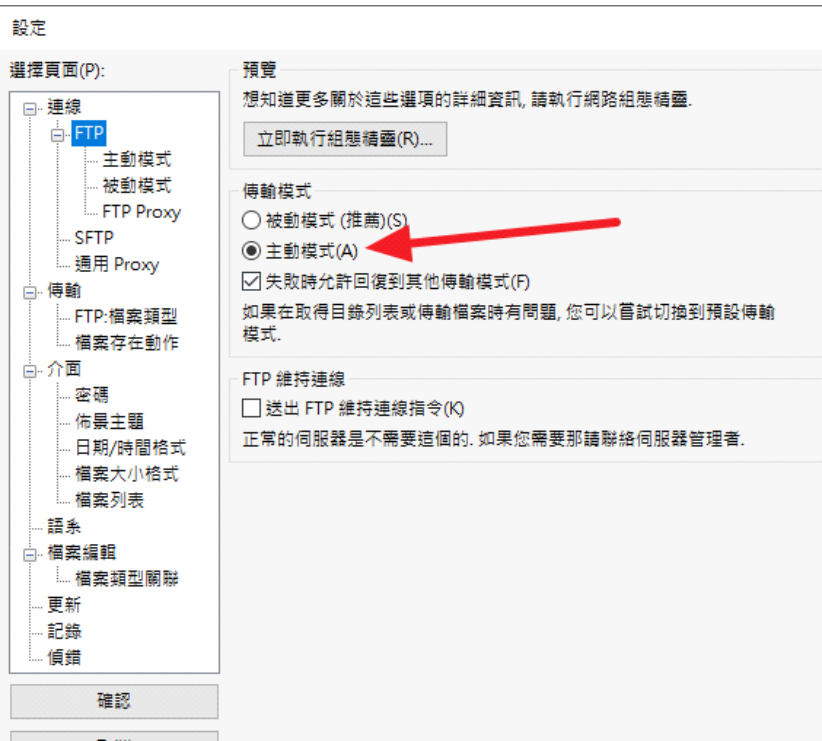 設定
選擇頁面(P):
連線
FTP
主動模式
被動模式
FTP Proxy
SFTP
通用 Proxy
傳輸
FTP:檔案類型
檔案存在動作
介面
密碼
佈景主題
日期/時間格式
檔案大小格式
檔案列表
語系
檔案編輯
檔案類型關聯
更新
記錄
偵錯
確認
預覽
想知道更多關於這些選項的詳細資訊, 請執行網路組態精靈.
立即執行組態精靈(R)...
傳輸模式
被動模式 (推薦)(S)
主動模式(A)
失敗時允許回復到其他傳輸模式(F)
如果在取得目錄列表或傳輸檔案時有問題, 您可以嘗試切換到預設傳輸
模式.
FTP 維持連線
送出 FTP 維持連線指令(K)
正常的伺服器是不需要這個的. 如果您需要那請聯絡伺服器管理者.